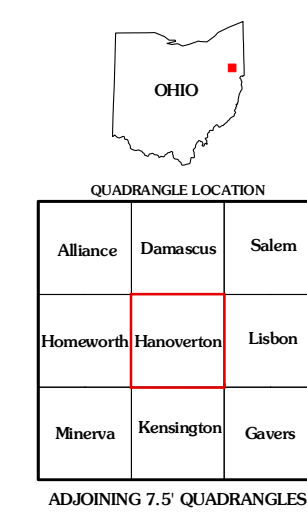 OHIO
QUADRANGLE LOCATION
Alliance Damascus Salem
Homeworth Hanoverton Lisbon
Minerva Kensington Gavers
ADJOINING 7.5' QUADRANGLES